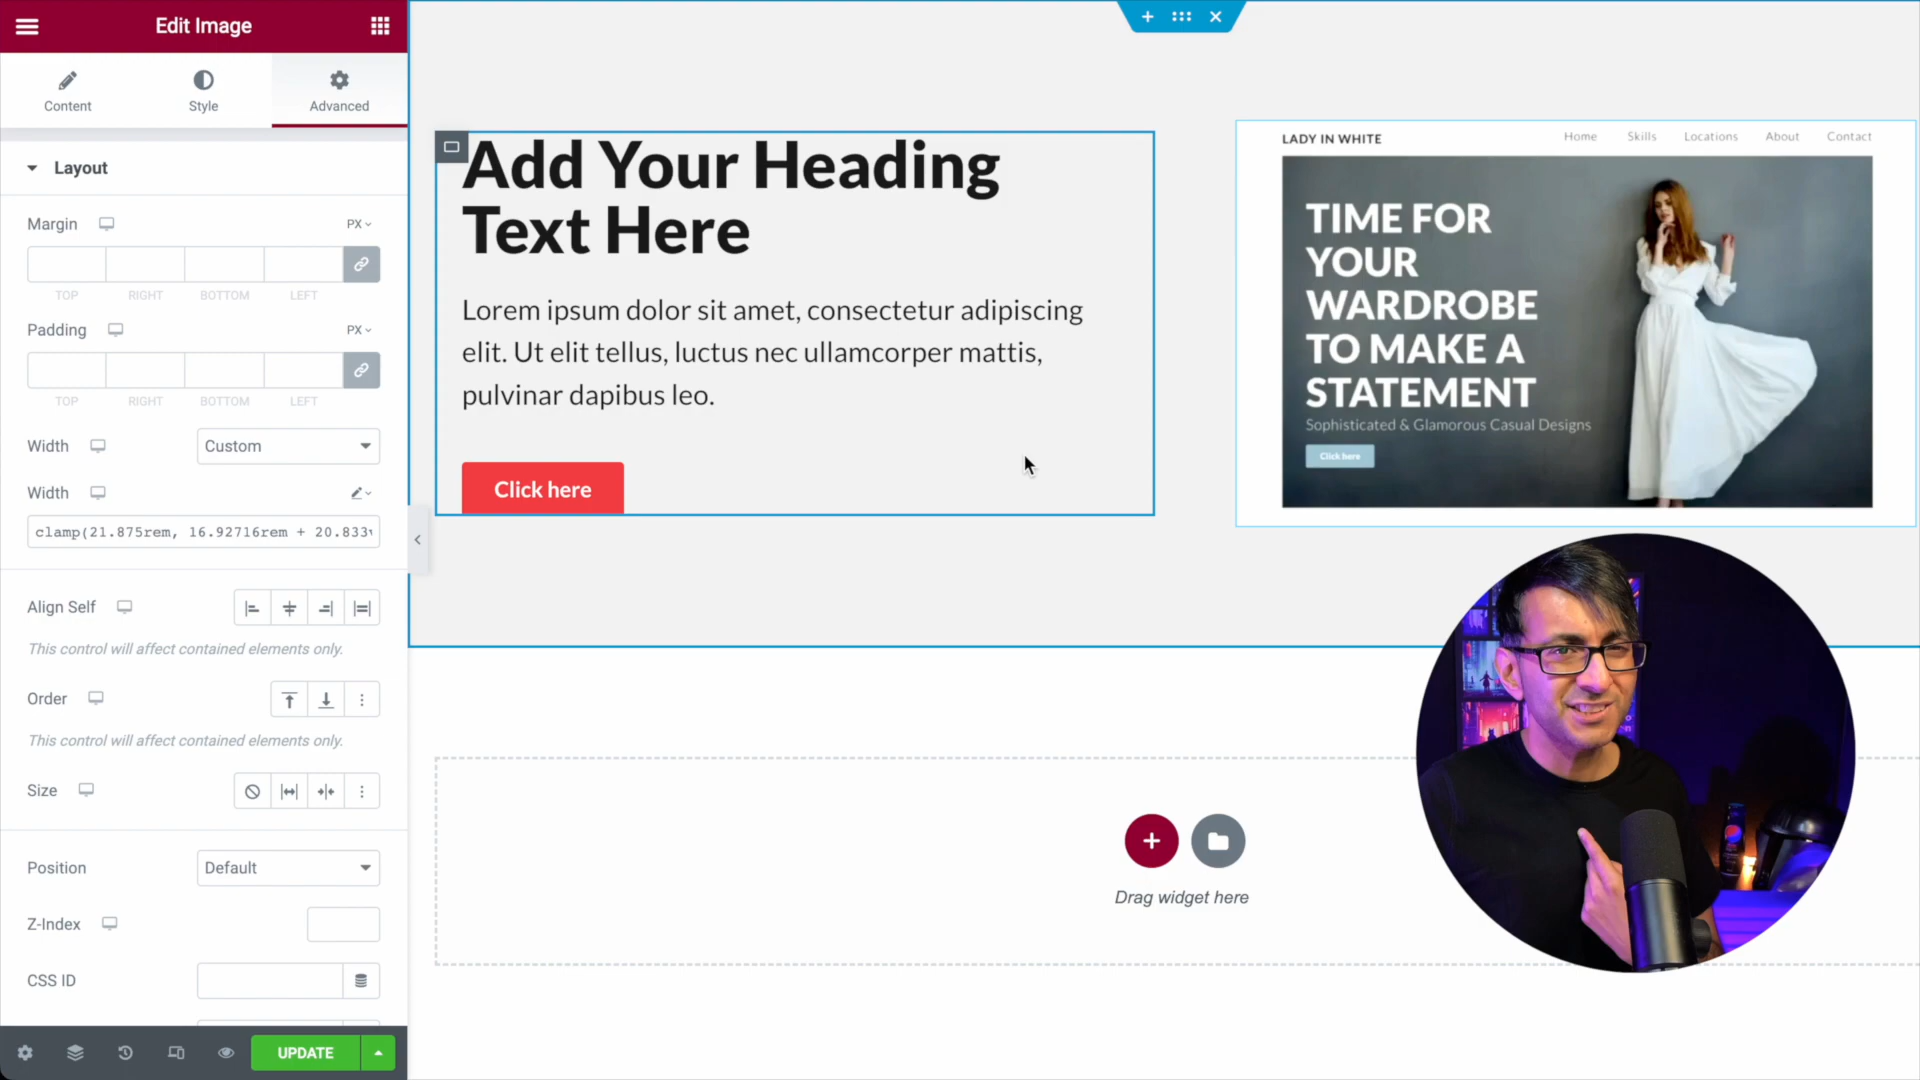 Edit Image
Content
Style
Advanced
Layout
Margin
PX
TOP
RIGHT
BOTTOM
LEFT
Padding
PX
TOP
RIGHT
BOTTOM
LEFT
Width
Custom
Width
clamp(21.875rem, 16.92716rem + 20.833v
Align Self
This control will affect contained elements only.
Order
This control will affect contained elements only.
Size
Position
Default
Z-Index
CSS ID
UPDATE
Add Your Heading
Text Here
Lorem ipsum dolor sit amet, consectetur adipiscing
elit. Ut elit tellus, luctus nec ullamcorper mattis,
pulvinar dapibus leo.
Click here
LADY IN WHITE
Home
Skills
Locations
About
Contact
TIME FOR
YOUR
WARDROBE
TO MAKE A
STATEMENT
Sophisticated & Glamorous Casual Designs
Click here
Drag widget here